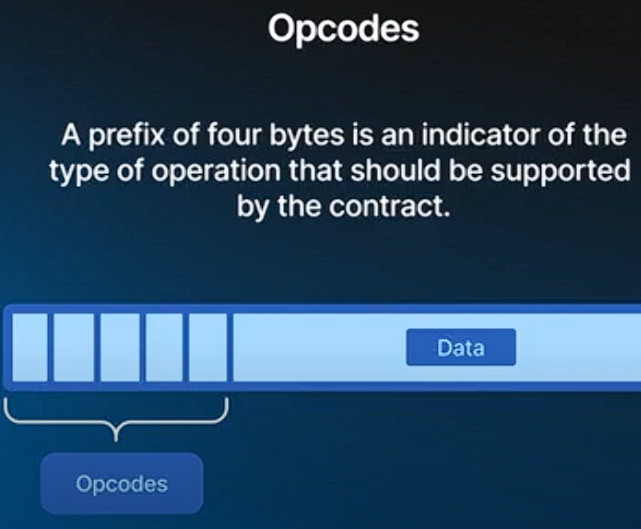 Opcodes
A prefix of four bytes is an indicator of the
type of operation that should be supported
by the contract.
Data
Opcodes